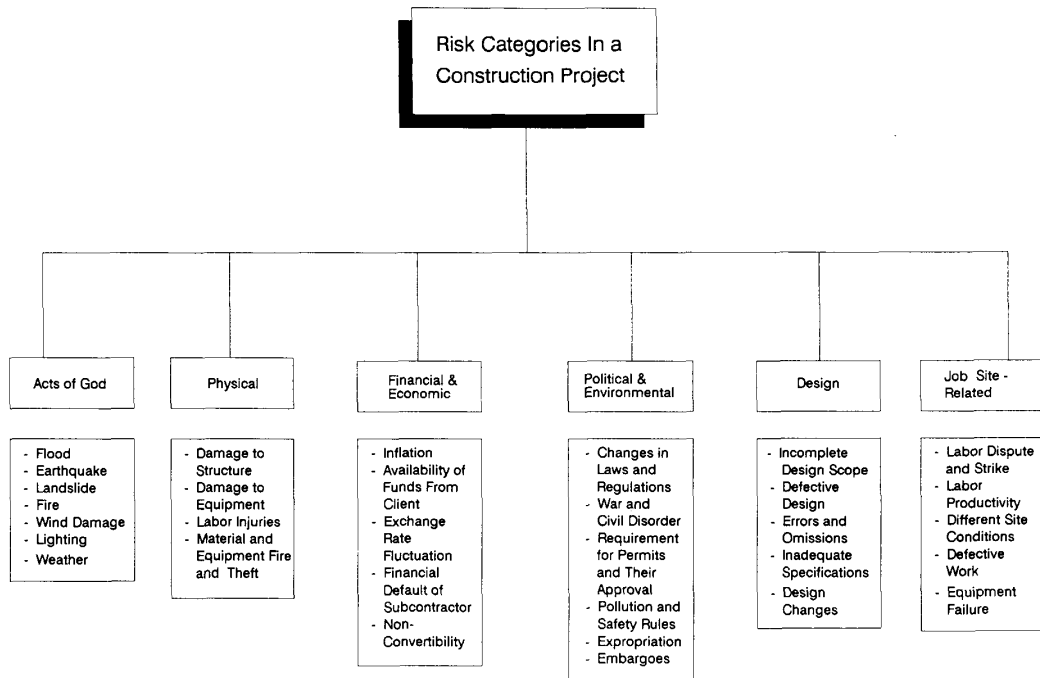 Risk Categories In a
Construction Project
Acts of God
Physical
Financial &
Economic
Political &
Environmental
Design
Job Site -
Related
- Flood
- Earthquake
- Landslide
- Fire
- Wind Damage
- Lighting
- Weather
- Damage to
Structure
- Damage to
Equipment
- Labor Injuries
- Material and
Equipment Fire
and Theft
- Inflation
- Availability of
Funds From
Client
- Exchange
Rate
Fluctuation
- Financial
Default of
Subcontractor
- Non-
Convertibility
- Changes in
Laws and
Regulations
- War and
Civil Disorder
- Requirement
for Permits
and Their
Approval
- Pollution and
Safety Rules
- Expropriation
- Embargoes
- Incomplete
Design Scope
- Defective
Design
- Errors and
Omissions
- Inadequate
Specifications
- Design
Changes
- Labor Dispute
and Strike
- Labor
Productivity
- Different Site
Conditions
- Defective
Work
- Equipment
Failure